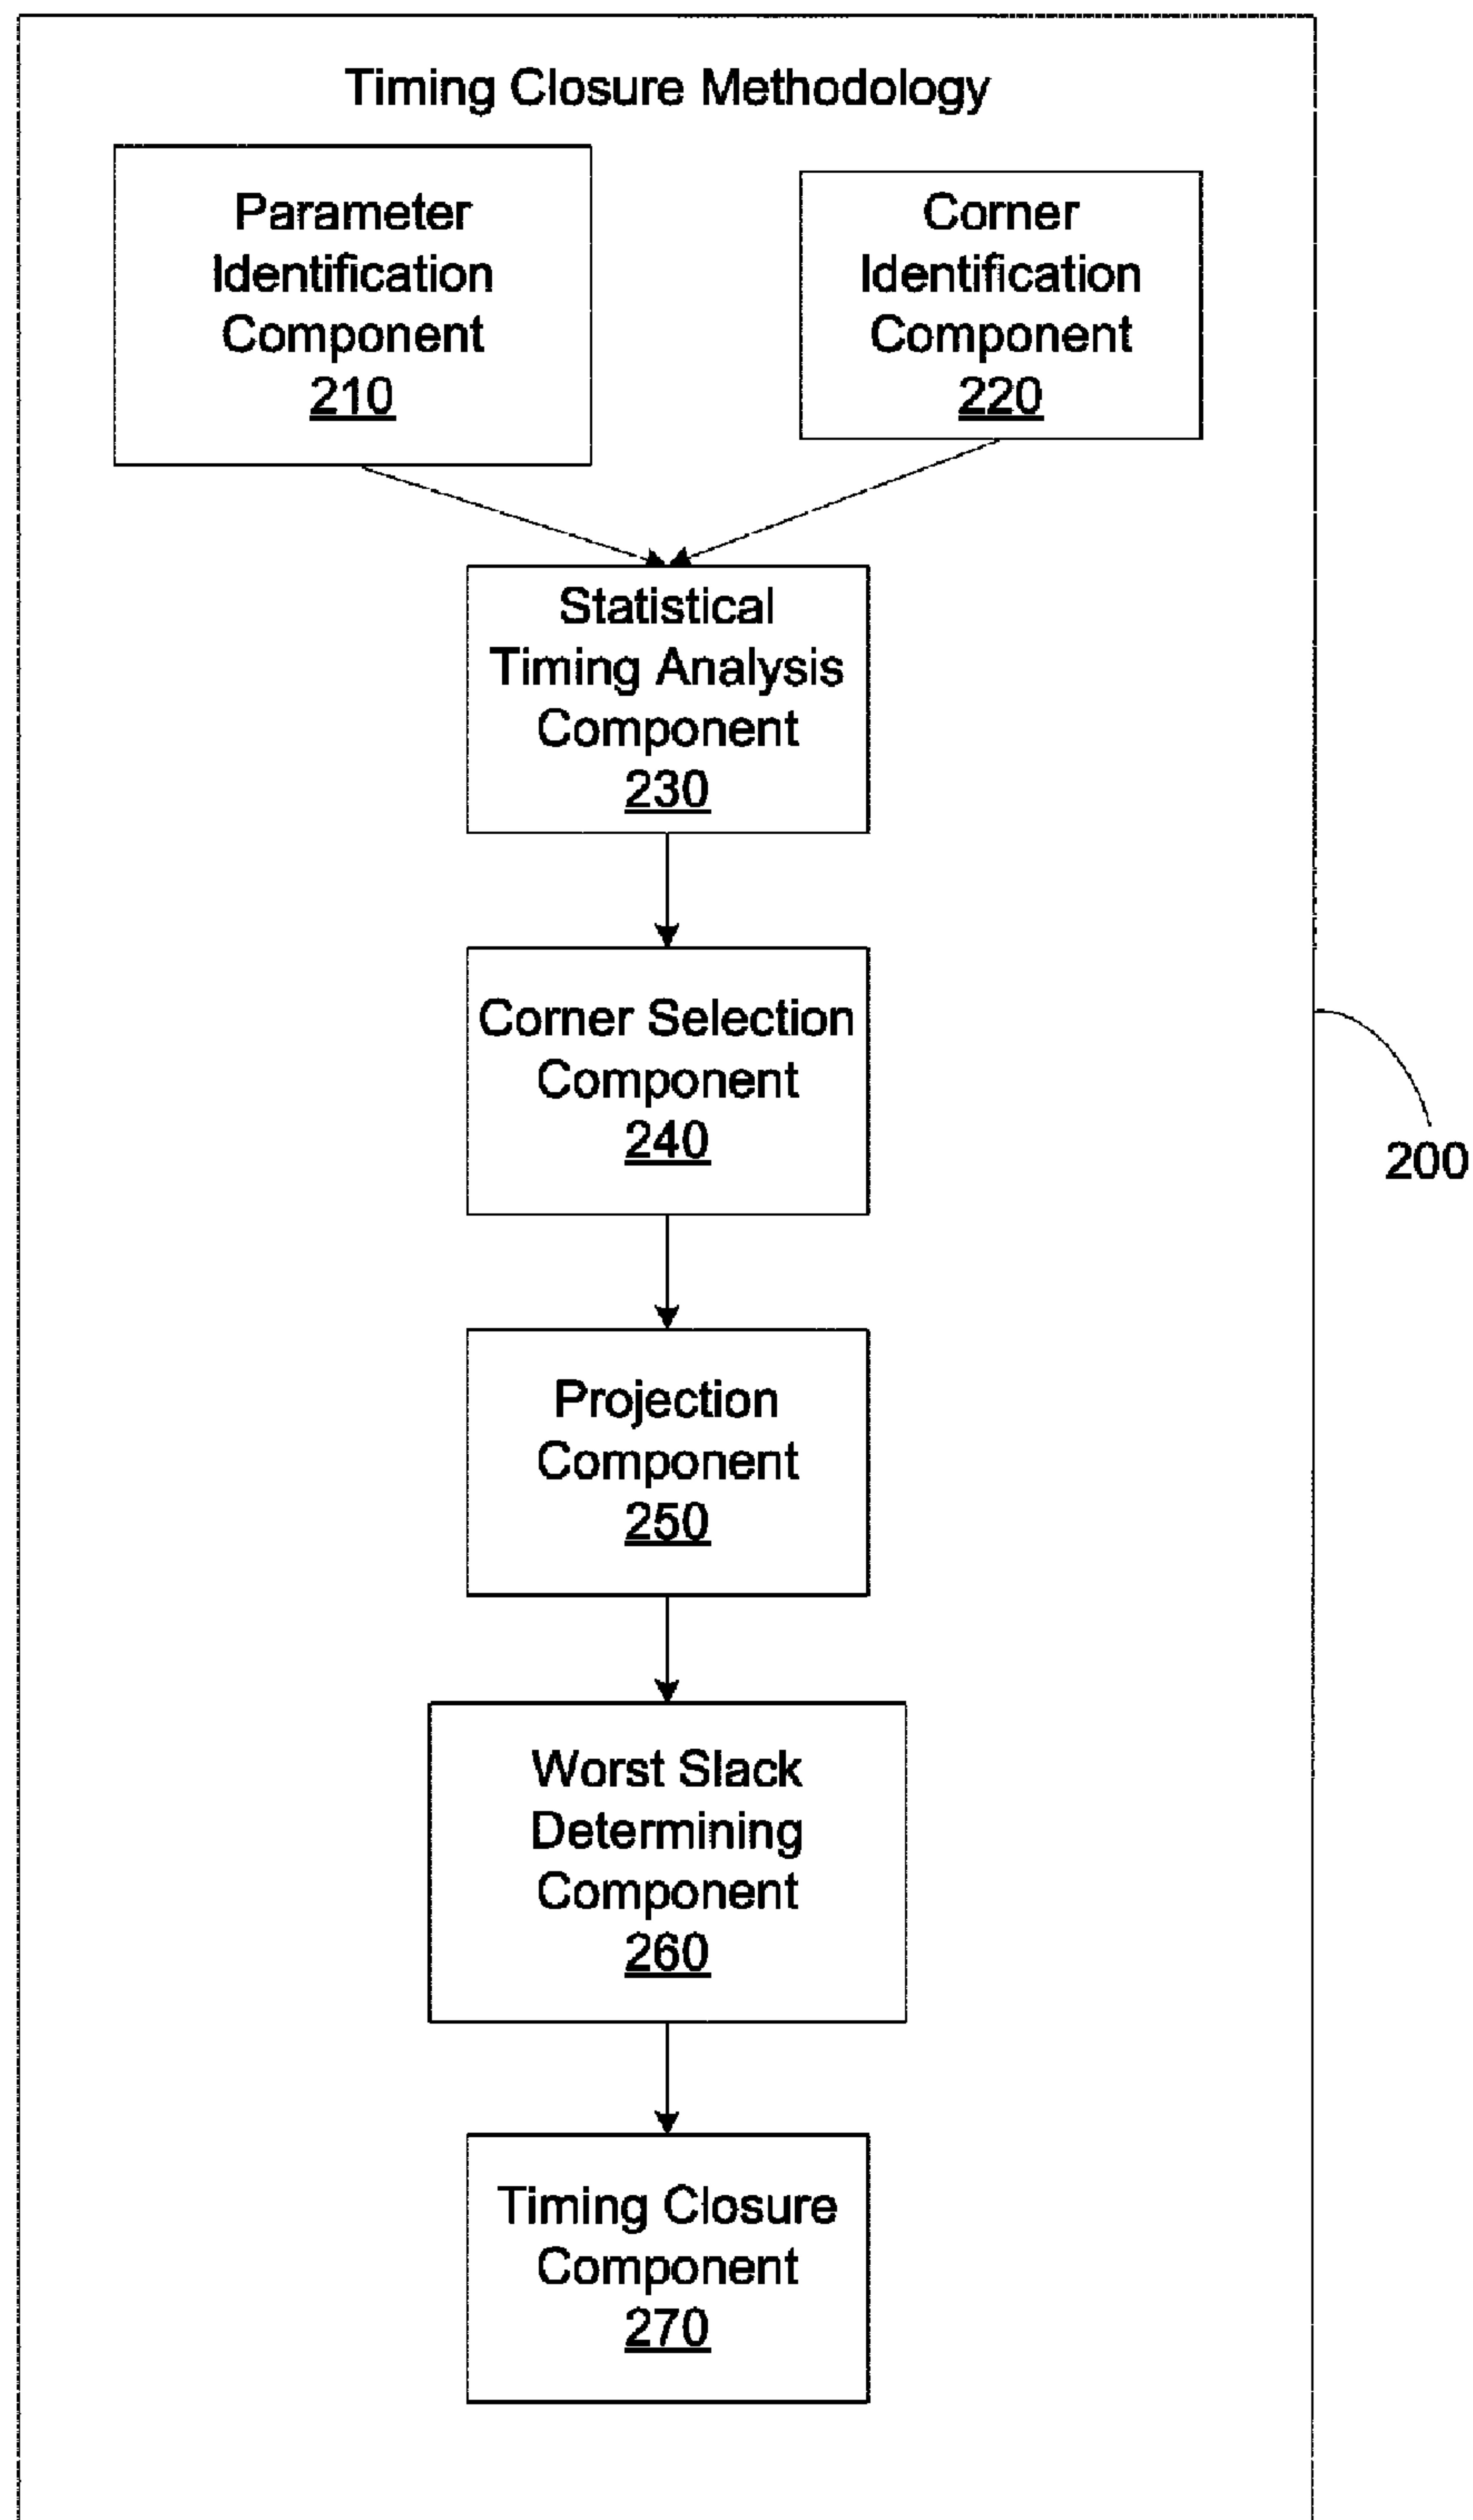 Timing Closure Methodology
Parameter
Identification
Component
210
Corner
Identification
Component
220
Statistical
Timing Analysis
Component
230
Corner Selection
Component
240
200
Projection
Component
250
Worst Slack
Determining
Component
260
Timing Closure
Component
270